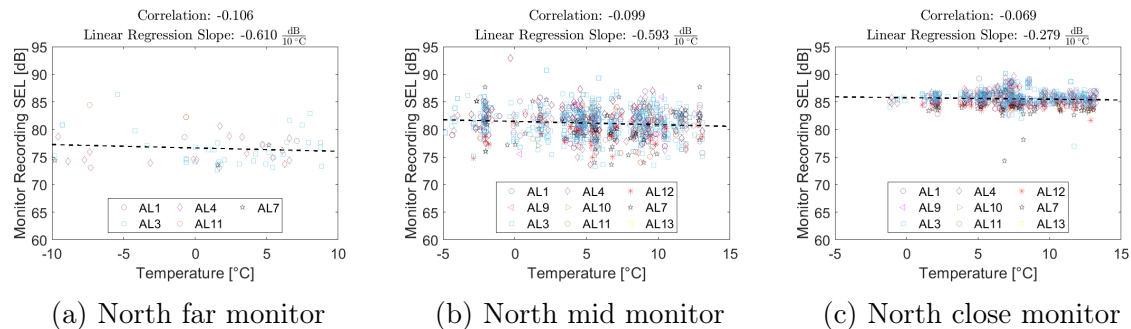 Correlation: -0.106
Linear Regression Slope: -0.610 dB/10°C
95
90
85
80
75
70
65
60
Monitor Recording SEL [dB]
AL1 AL4 AL7
AL3 AL11
-10 -5 0 5 10
Temperature [°C]
(a) North far monitor
Correlation: -0.099
Linear Regression Slope: -0.593 dB/10°C
95
90
85
80
75
70
65
60
Monitor Recording SEL [dB]
AL1 AL4 AL12
AL9 AL10 AL7
AL3 AL11 AL13
-5 0 5 10 15
Temperature [°C]
(b) North mid monitor
Correlation: -0.069
Linear Regression Slope: -0.279 dB/10°C
95
90
85
80
75
70
65
60
Monitor Recording SEL [dB]
AL1 AL4 AL12
AL9 AL10 AL7
AL3 AL11 AL13
-5 0 5 10 15
Temperature [°C]
(c) North close monitor